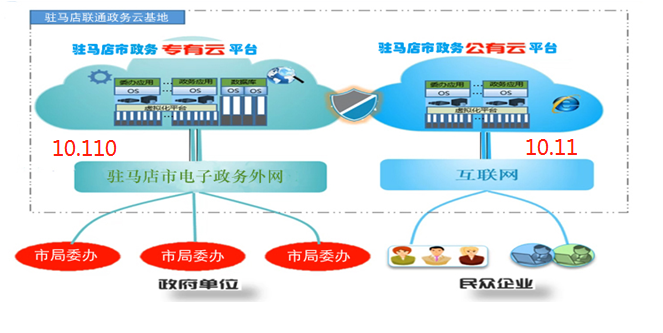 驻马店联通政务云基地
驻马店市政务 专有云 平台
驻马店市政务 公有云 平台
委办应用 政务应用 数据库
OS OS OS OS
虚拟化平台
委办应用 政务应用
OS OS
虚拟化平台
10.110
10.11
驻马店市电子政务外网
互联网
市局委办 市局委办 市局委办
政府单位
民众企业